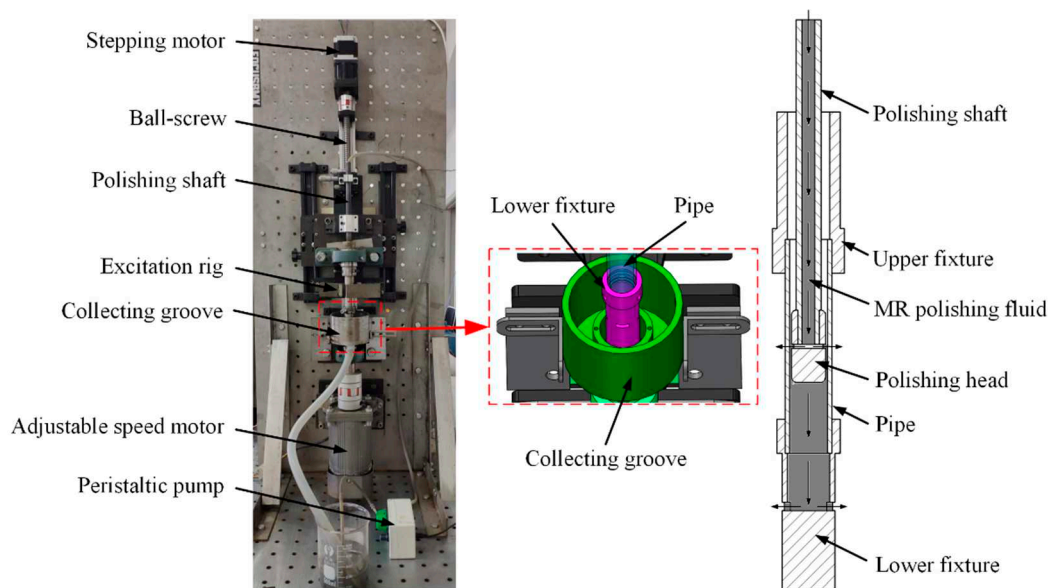 Stepping motor
Ball-screw
Polishing shaft
Excitation rig
Collecting groove
Adjustable speed motor
Peristaltic pump
Lower fixture
Pipe
Collecting groove
Polishing shaft
Upper fixture
MR polishing fluid
Polishing head
Pipe
Lower fixture